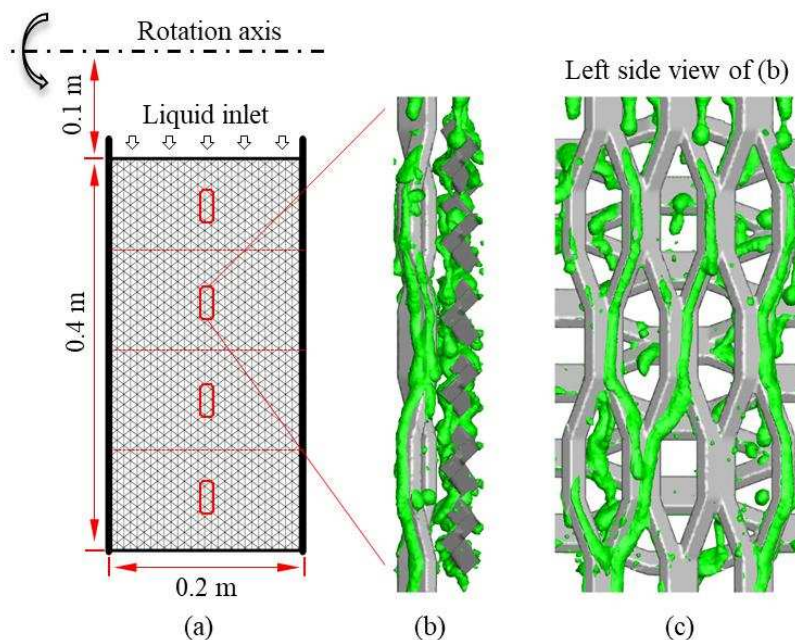 Rotation axis
0.1 m
Liquid inlet
Left side view of (b)
0.4 m
0.2 m
(a)
(b)
(c)